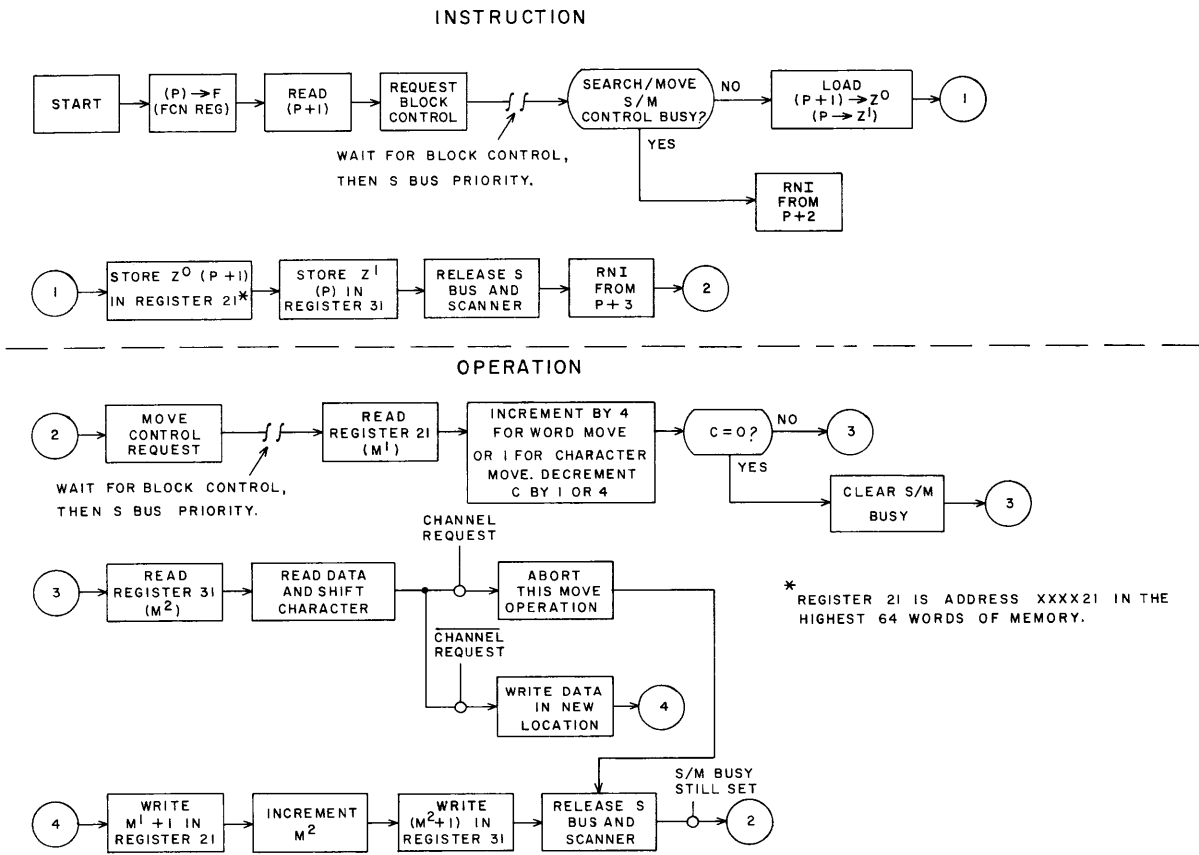 INSTRUCTION
START
(P) → F
(FCN REG)
READ
(P+1)
REQUEST
BLOCK
CONTROL
WAIT FOR BLOCK CONTROL,
THEN S BUS PRIORITY.
SEARCH/MOVE
S/M
CONTROL BUSY?
NO
YES
LOAD
(P+1) → Z⁰
(P → Z¹)
1
RNI
FROM
P+2
1
STORE Z⁰ (P+1)
IN REGISTER 21*
STORE Z¹
(P) IN
REGISTER 31
RELEASE S
BUS AND
SCANNER
RNI
FROM
P+3
2
OPERATION
2
MOVE
CONTROL
REQUEST
WAIT FOR BLOCK CONTROL,
THEN S BUS PRIORITY.
READ
REGISTER 21
(M¹)
INCREMENT BY 4
FOR WORD MOVE
OR 1 FOR CHARACTER
MOVE. DECREMENT
C BY 1 OR 4
C=0?
NO
3
YES
CLEAR S/M
BUSY
3
3
READ
REGISTER 31
(M²)
READ DATA
AND SHIFT
CHARACTER
CHANNEL
REQUEST
ABORT
THIS MOVE
OPERATION
CHANNEL
REQUEST
WRITE DATA
IN NEW
LOCATION
4
* REGISTER 21 IS ADDRESS XXXX21 IN THE
HIGHEST 64 WORDS OF MEMORY.
4
WRITE
M¹ +1 IN
REGISTER 21
INCREMENT
M²
WRITE
(M²+1) IN
REGISTER 31
RELEASE S
BUS AND
SCANNER
S/M BUSY
STILL SET
2